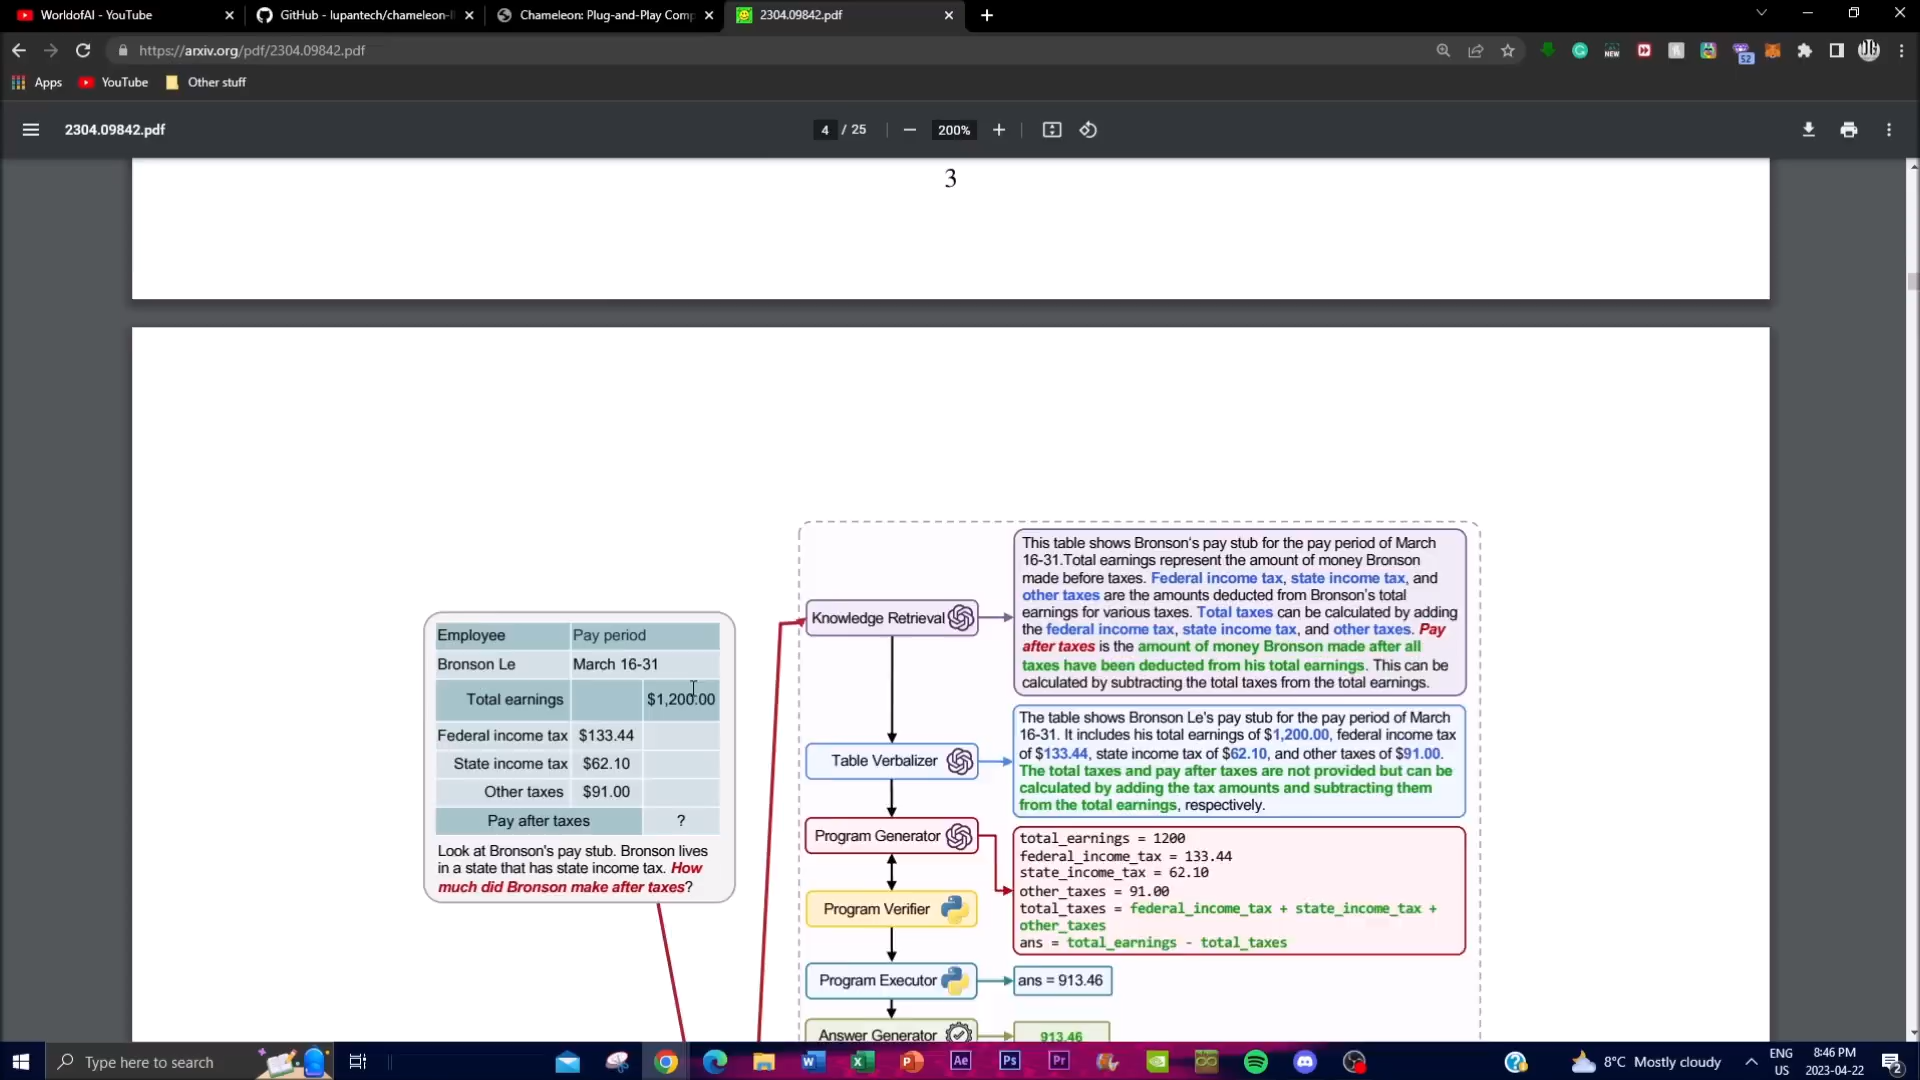 WorldofAI - YouTube
GitHub - lupantech/chameleon-l
Chameleon: Plug-and-Play Comp
2304.09842.pdf
https://arxiv.org/pdf/2304.09842.pdf
NEW
52
Apps
YouTube
Other stuff
2304.09842.pdf
4 / 25
200%
3
Employee Pay period
Bronson Le March 16-31
Total earnings $1,200.00
Federal income tax $133.44
State income tax $62.10
Other taxes $91.00
Pay after taxes ?
Look at Bronson's pay stub. Bronson lives
in a state that has state income tax. How
much did Bronson make after taxes?
Knowledge Retrieval
This table shows Bronson's pay stub for the pay period of March
16-31.Total earnings represent the amount of money Bronson
made before taxes. Federal income tax, state income tax, and
other taxes are the amounts deducted from Bronson's total
earnings for various taxes. Total taxes can be calculated by adding
the federal income tax, state income tax, and other taxes. Pay
after taxes is the amount of money Bronson made after all
taxes have been deducted from his total earnings. This can be
calculated by subtracting the total taxes from the total earnings.
Table Verbalizer
The table shows Bronson Le's pay stub for the pay period of March
16-31. It includes his total earnings of $1,200.00, federal income tax
of $133.44, state income tax of $62.10, and other taxes of $91.00.
The total taxes and pay after taxes are not provided but can be
calculated by adding the tax amounts and subtracting them
from the total earnings, respectively.
Program Generator
total_earnings = 1200
federal_income_tax = 133.44
state_income_tax = 62.10
other_taxes = 91.00
total_taxes = federal_income_tax + state_income_tax +
other_taxes
ans = total_earnings - total_taxes
Program Verifier
Program Executor
ans = 913.46
Answer Generator
913.46
Type here to search
Ae
Ps
Pr
8°C Mostly cloudy
ENG
US
8:46 PM
2023-04-22
2